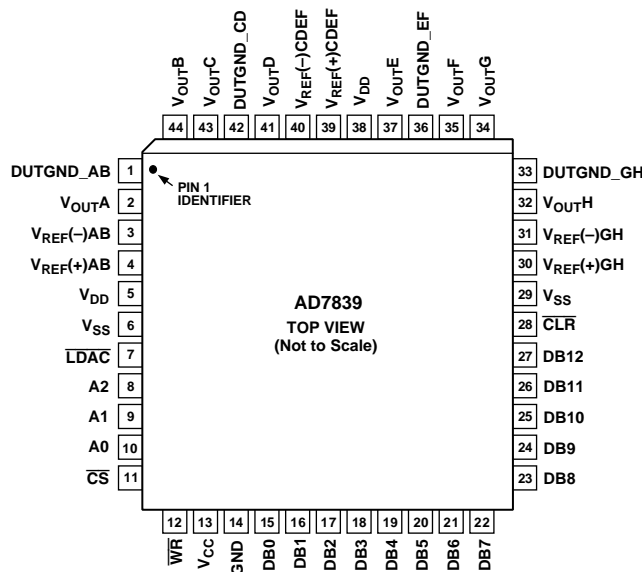 VOUTB
VOUTC
DUTGND_CD
VOUTD
VREF(–)CDEF
VREF(+)CDEF
VDD
VOUTE
DUTGND_EF
VOUTF
VOUTG
44 43 42 41 40 39 38 37 36 35 34
DUTGND_AB 1
VOUTA 2
VREF(–)AB 3
VREF(+)AB 4
VDD 5
VSS 6
LDAC 7
A2 8
A1 9
A0 10
CS 11
PIN 1
IDENTIFIER
AD7839
TOP VIEW
(Not to Scale)
33 DUTGND_GH
32 VOUTH
31 VREF(–)GH
30 VREF(+)GH
29 VSS
28 CLR
27 DB12
26 DB11
25 DB10
24 DB9
23 DB8
12 13 14 15 16 17 18 19 20 21 22
WR
VCC
GND
DB0
DB1
DB2
DB3
DB4
DB5
DB6
DB7